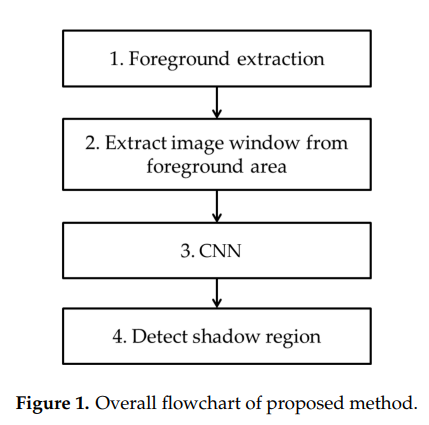 1. Foreground extraction
2. Extract image window from
foreground area
3. CNN
4. Detect shadow region
Figure 1. Overall flowchart of proposed method.